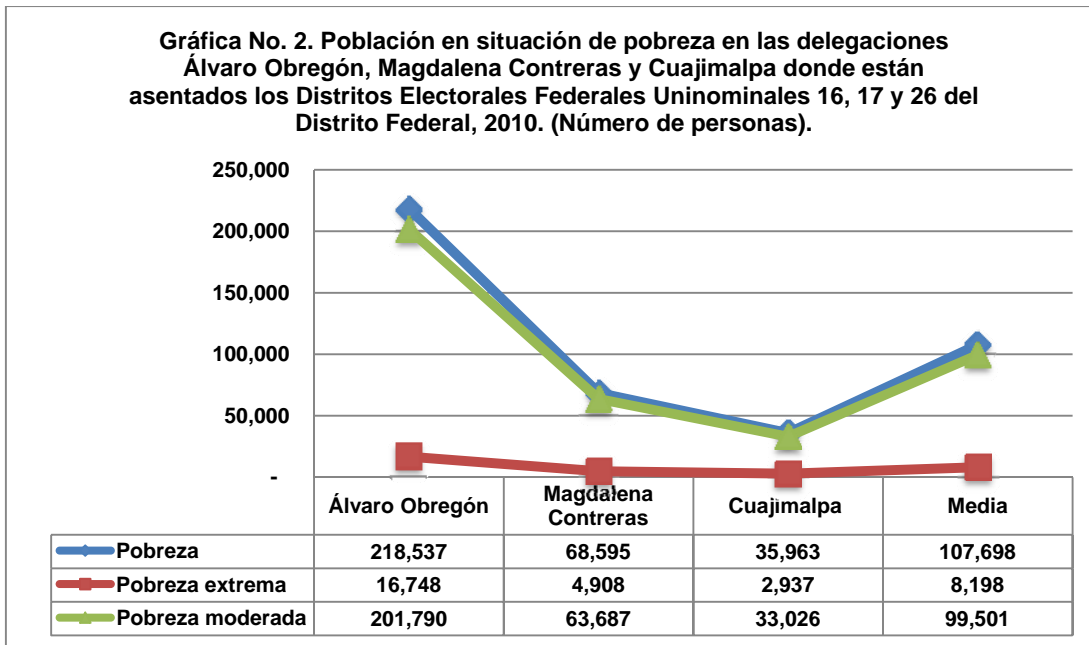 Gráfica No. 2. Población en situación de pobreza en las delegaciones
Álvaro Obregón, Magdalena Contreras y Cuajimalpa donde están
asentados los Distritos Electorales Federales Uninominales 16, 17 y 26 del
Distrito Federal, 2010. (Número de personas).
250,000
200,000
150,000
100,000
50,000
-
Álvaro Obregón Magdalena Contreras Cuajimalpa Media
Pobreza 218,537 68,595 35,963 107,698
Pobreza extrema 16,748 4,908 2,937 8,198
Pobreza moderada 201,790 63,687 33,026 99,501